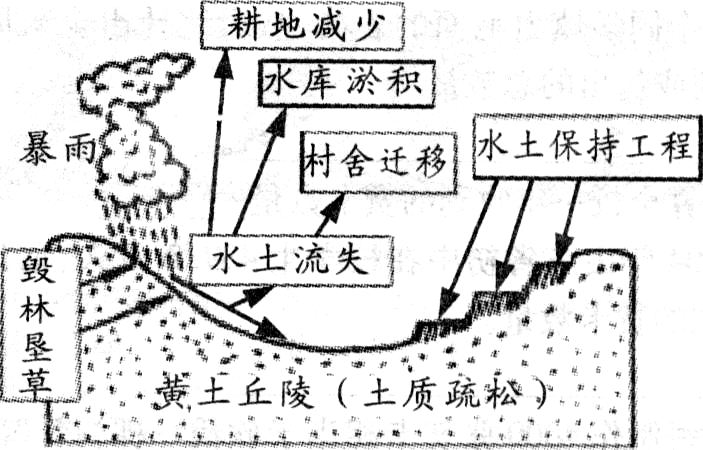 耕地减少
水库淤积
暴雨
村舍迁移
水土保持工程
水土流失
毁林垦草
黄土丘陵（土质疏松）